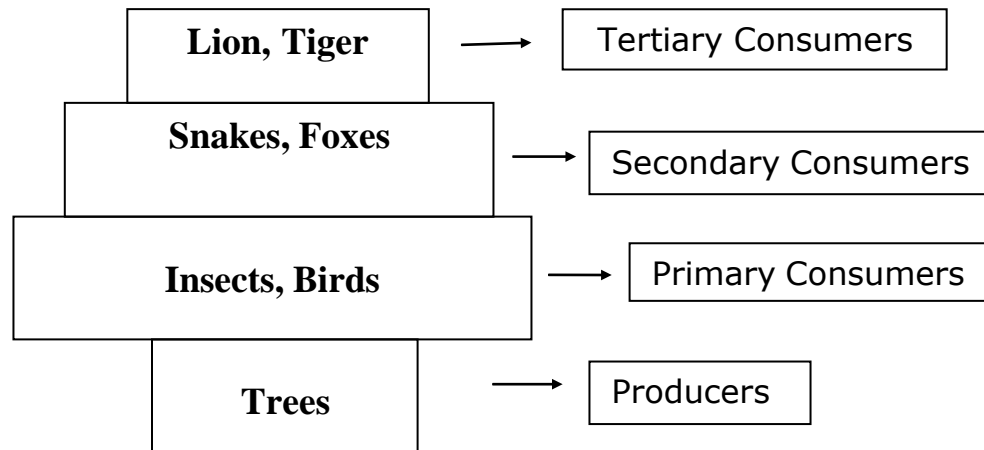 Lion, Tiger
Tertiary Consumers
Snakes, Foxes
Secondary Consumers
Insects, Birds
Primary Consumers
Trees
Producers